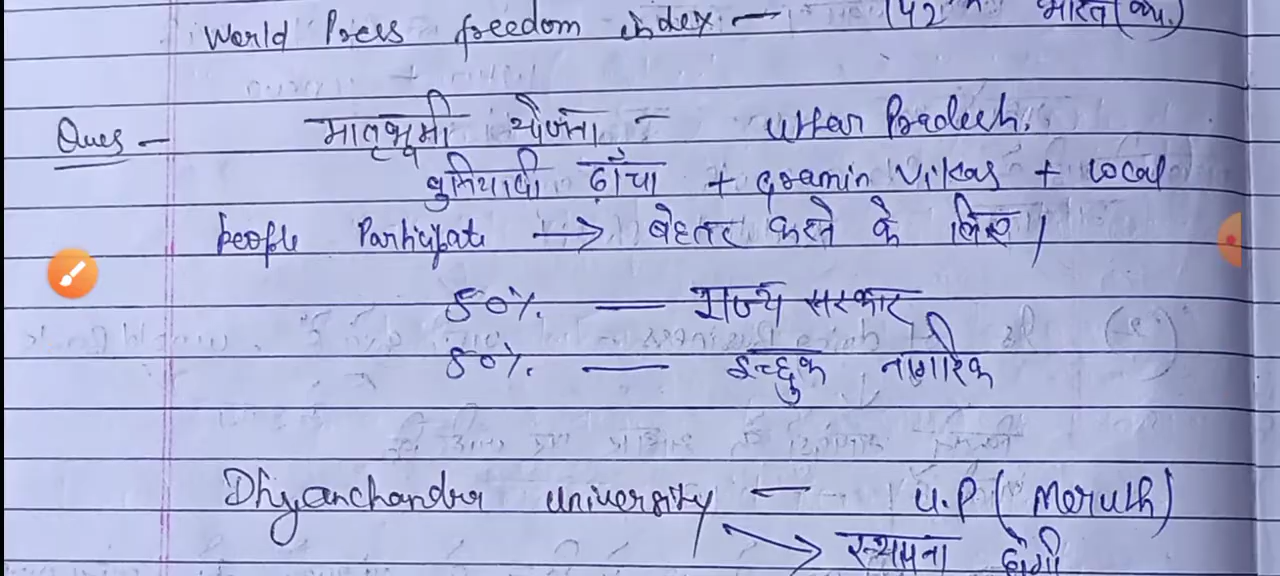 World Press freedom index — 142 भारत
Ques — मातृभूमी योजना — Uttar Pradesh.
बुनियादी ढाँचा + gramin Vikas + local
people Participate → बेहतर करने के लिए।
50% — राज्य सरकार
50% — इच्छुक नागरिक
Dhyanchandra University — U.P ( Meruth)
→ स्थापना होगी